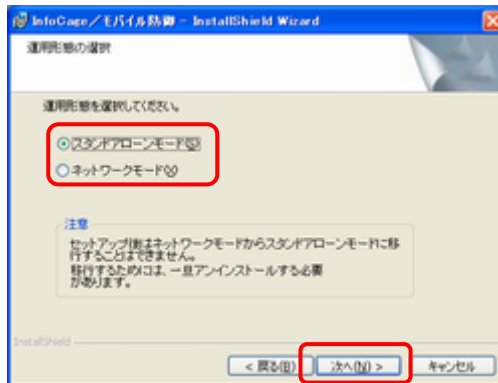 InfoCage／モバイル防御 - InstallShield Wizard
運用形態の選択
運用形態を選択してください。
スタンドアローンモード(S)
ネットワークモード(N)
注意
セットアップ後はネットワークモードからスタンドアローンモードに移
行することはできません。
移行するためには、一旦アンインストールする必要
があります。
InstallShield
< 戻る(B)
次へ(N) >
キャンセル